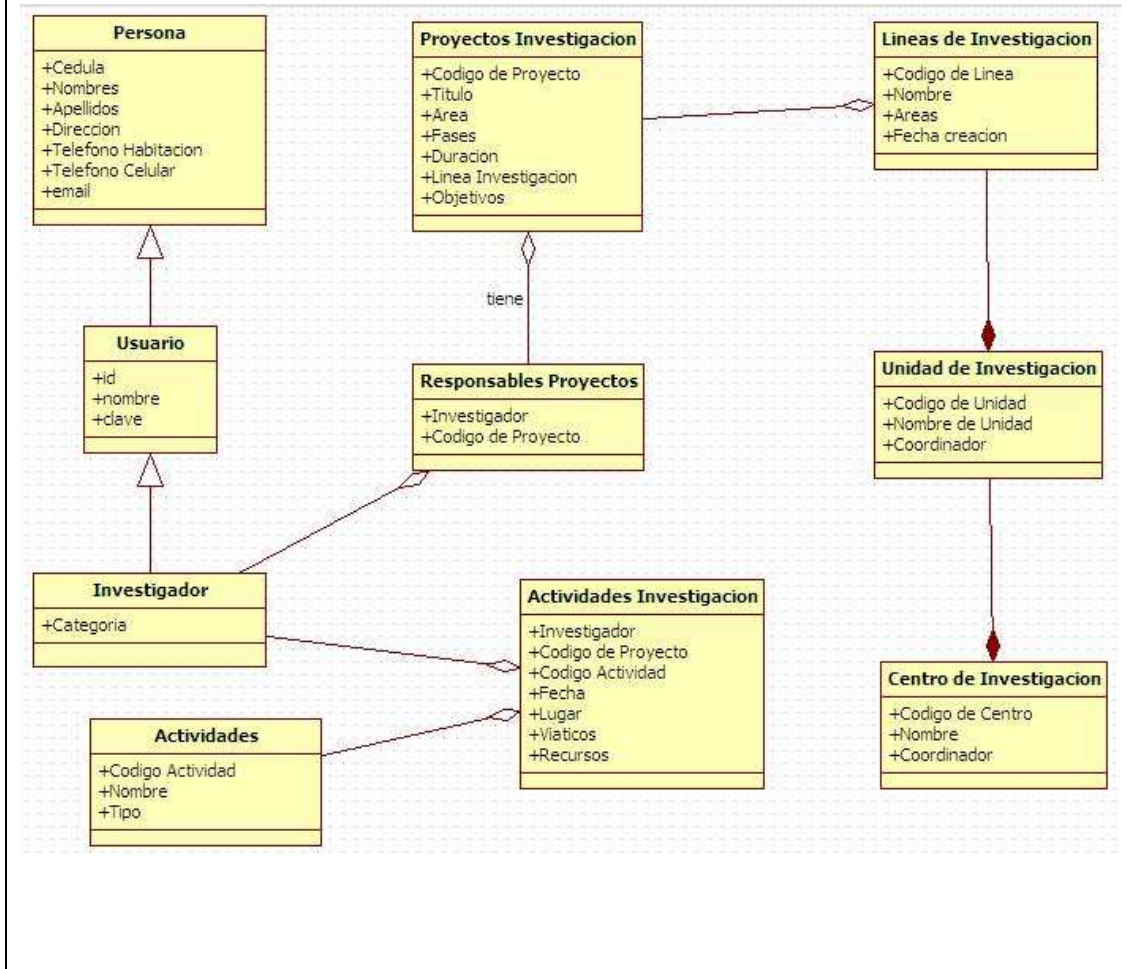 Persona
+Cedula
+Nombres
+Apellidos
+Direccion
+Telefono Habitacion
+Telefono Celular
+email
Proyectos Investigacion
+Codigo de Proyecto
+Titulo
+Area
+Fases
+Duracion
+Linea Investigacion
+Objetivos
Lineas de Investigacion
+Codigo de Linea
+Nombre
+Areas
+Fecha creacion
tiene
Usuario
+id
+nombre
+clave
Responsables Proyectos
+Investigador
+Codigo de Proyecto
Unidad de Investigacion
+Codigo de Unidad
+Nombre de Unidad
+Coordinador
Investigador
+Categoria
Actividades Investigacion
+Investigador
+Codigo de Proyecto
+Codigo Actividad
+Fecha
+Lugar
+Viaticos
+Recursos
Centro de Investigacion
+Codigo de Centro
+Nombre
+Coordinador
Actividades
+Codigo Actividad
+Nombre
+Tipo